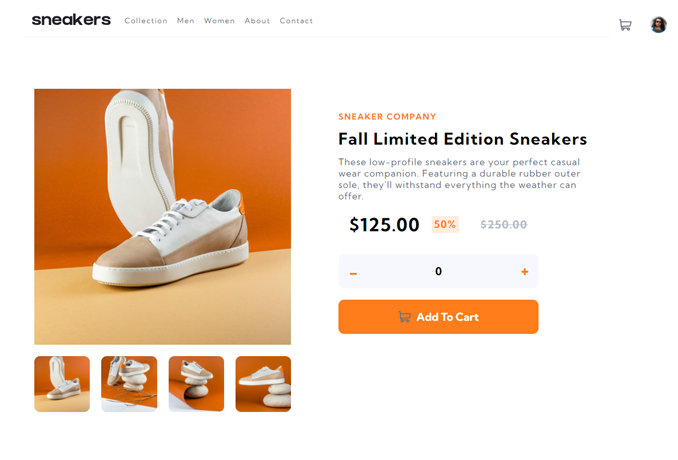 sneakers Collection Men Women About Contact
SNEAKER COMPANY
Fall Limited Edition Sneakers
These low-profile sneakers are your perfect casual
wear companion. Featuring a durable rubber outer
sole, they'll withstand everything the weather can
offer.
$125.00 50% $250.00
– 0 +
Add To Cart